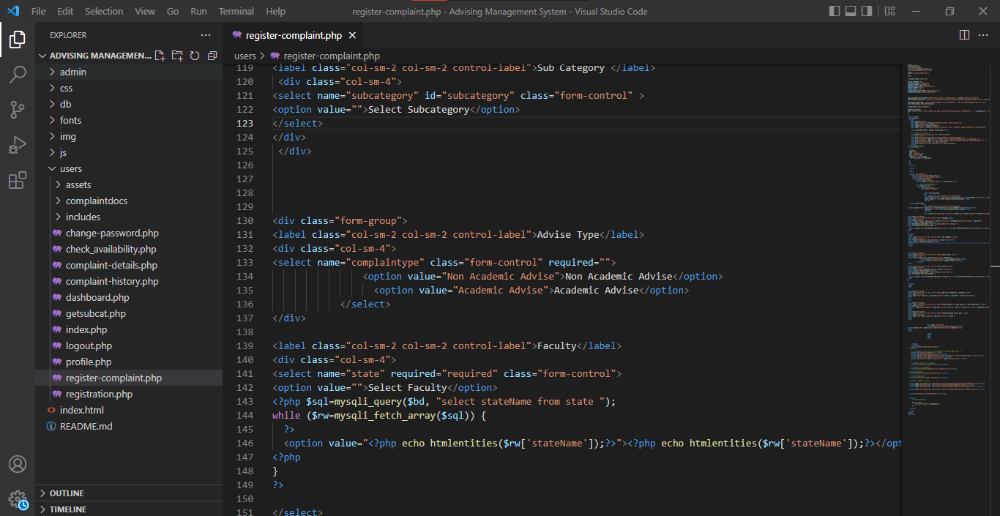 File Edit Selection View Go Run Terminal Help
register-complaint.php - Advising Management System - Visual Studio Code
EXPLORER
ADVISING MANAGEMEN...
admin
css
db
fonts
img
js
users
assets
complaintdocs
includes
change-password.php
check_availability.php
complaint-details.php
complaint-history.php
dashboard.php
getsubcat.php
index.php
logout.php
profile.php
register-complaint.php
registration.php
index.html
README.md
OUTLINE
TIMELINE
register-complaint.php
users > register-complaint.php
119 <label class="col-sm-2 col-sm-2 control-label">Sub Category </label>
120 <div class="col-sm-4">
121 <select name="subcategory" id="subcategory" class="form-control" >
122 <option value="">Select Subcategory</option>
123 </select>
124 </div>
125 </div>
126
127
128
129
130 <div class="form-group">
131 <label class="col-sm-2 col-sm-2 control-label">Advise Type</label>
132 <div class="col-sm-4">
133 <select name="complaintype" class="form-control" required="">
134 <option value="Non Academic Advise">Non Academic Advise</option>
135 <option value="Academic Advise">Academic Advise</option>
136 </select>
137 </div>
138
139 <label class="col-sm-2 col-sm-2 control-label">Faculty</label>
140 <div class="col-sm-4">
141 <select name="state" required="required" class="form-control">
142 <option value="">Select Faculty</option>
143 <?php $sql=mysqli_query($bd, "select stateName from state ");
144 while ($rw=mysqli_fetch_array($sql)) {
145 ?>
146 <option value="<?php echo htmlentities($rw['stateName']);?>"><?php echo htmlentities($rw['stateName']);?></opt
147 <?php
148 }
149 ?>
150
151 </select>